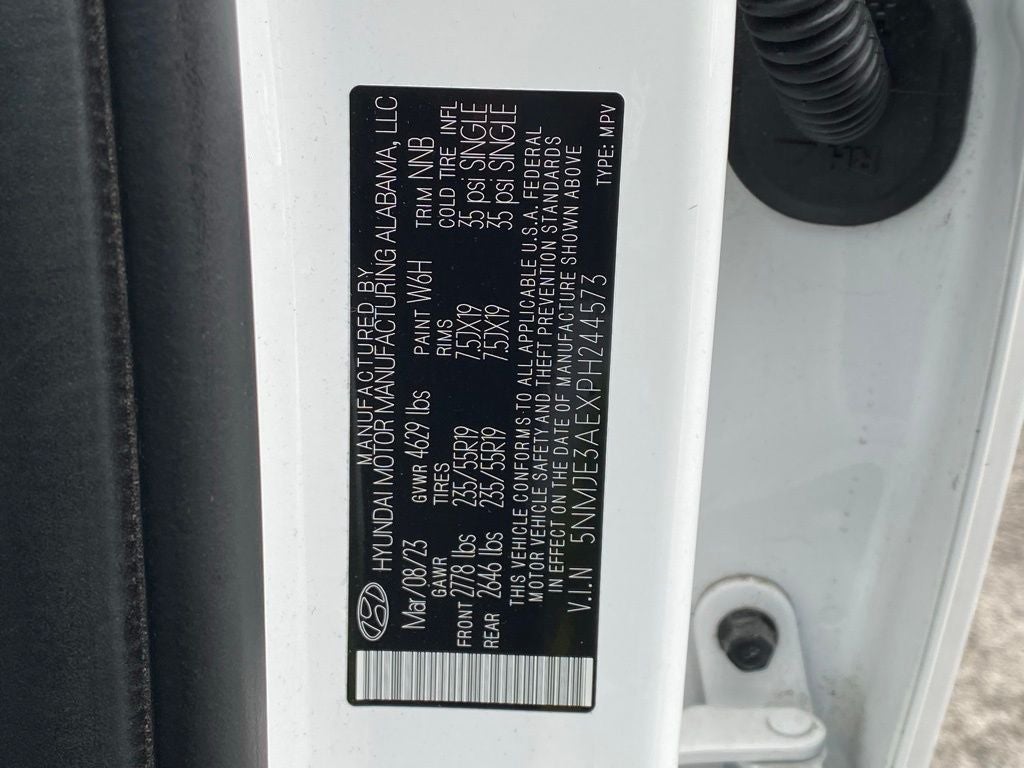 MANUFACTURED BY
HYUNDAI MOTOR MANUFACTURING ALABAMA, LLC
Mar/08/23 GVWR 4629 lbs PAINT W6H TRIM NNB
GAWR TIRES RIMS COLD TIRE INFL
FRONT 2778 lbs 235/55R19 7.5JX19 35 psi SINGLE
REAR 2646 lbs 235/55R19 7.5JX19 35 psi SINGLE
THIS VEHICLE CONFORMS TO ALL APPLICABLE U.S.A. FEDERAL
MOTOR VEHICLE SAFETY AND THEFT PREVENTION STANDARDS
IN EFFECT ON THE DATE OF MANUFACTURE SHOWN ABOVE
V.I.N 5NMJE3AEXPH244573 TYPE: MPV